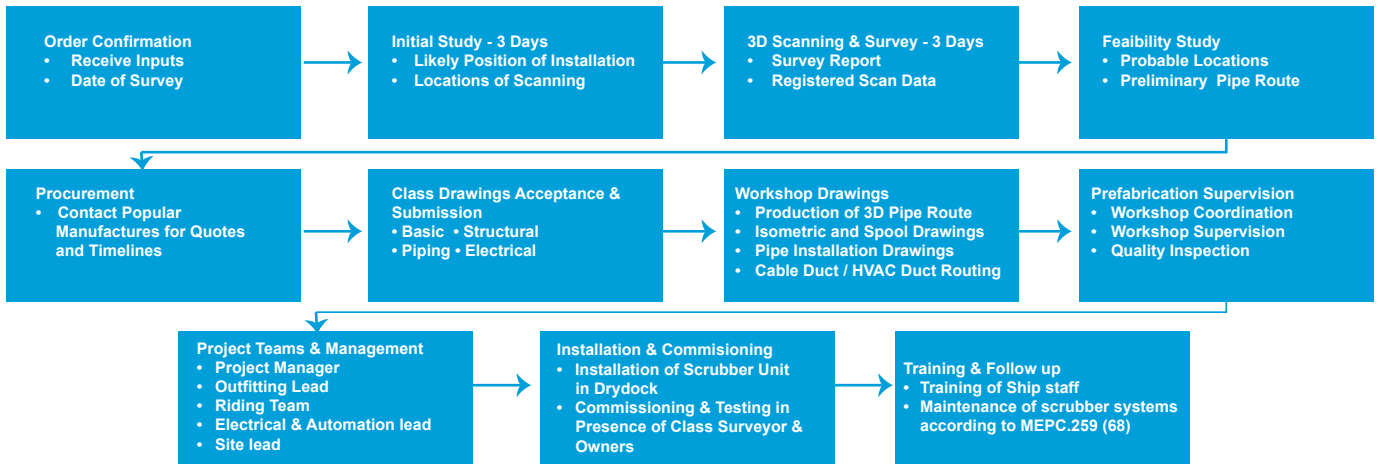 Order Confirmation
• Receive Inputs
• Date of Survey
Initial Study - 3 Days
• Likely Position of Installation
• Locations of Scanning
3D Scanning & Survey - 3 Days
• Survey Report
• Registered Scan Data
Feaibility Study
• Probable Locations
• Preliminary Pipe Route
Procurement
• Contact Popular
Manufactures for Quotes
and Timelines
Class Drawings Acceptance &
Submission
• Basic • Structural
• Piping • Electrical
Workshop Drawings
• Production of 3D Pipe Route
• Isometric and Spool Drawings
• Pipe Installation Drawings
• Cable Duct / HVAC Duct Routing
Prefabrication Supervision
• Workshop Coordination
• Workshop Supervision
• Quality Inspection
Project Teams & Management
• Project Manager
• Outfitting Lead
• Riding Team
• Electrical & Automation lead
• Site lead
Installation & Commisioning
• Installation of Scrubber Unit
in Drydock
• Commissioning & Testing in
Presence of Class Surveyor &
Owners
Training & Follow up
• Training of Ship staff
• Maintenance of scrubber systems
according to MEPC.259 (68)